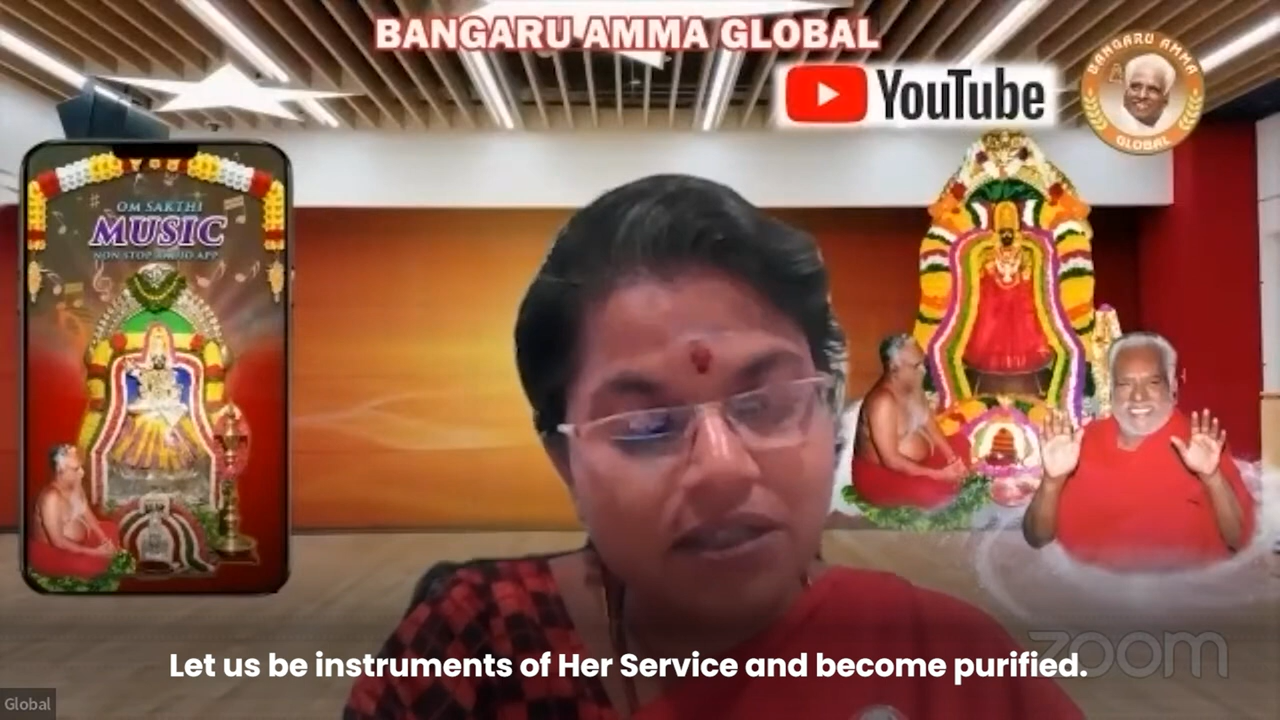 BANGARU AMMA GLOBAL
YouTube
BANGARU AMMA
GLOBAL
OM SAKTHI
MUSIC
NON STOP RADIO APP
Let us be instruments of Her Service and become purified.
zoom
Global